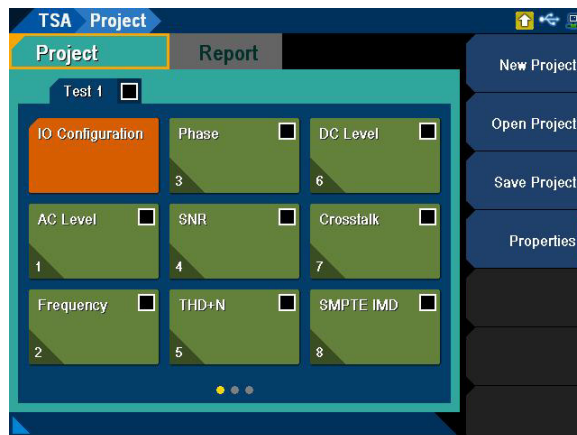 TSA Project
Project Report
Test 1
IO Configuration
Phase
3
DC Level
6
AC Level
1
SNR
4
Crosstalk
7
Frequency
2
THD+N
5
SMPTE IMD
8
New Project
Open Project
Save Project
Properties